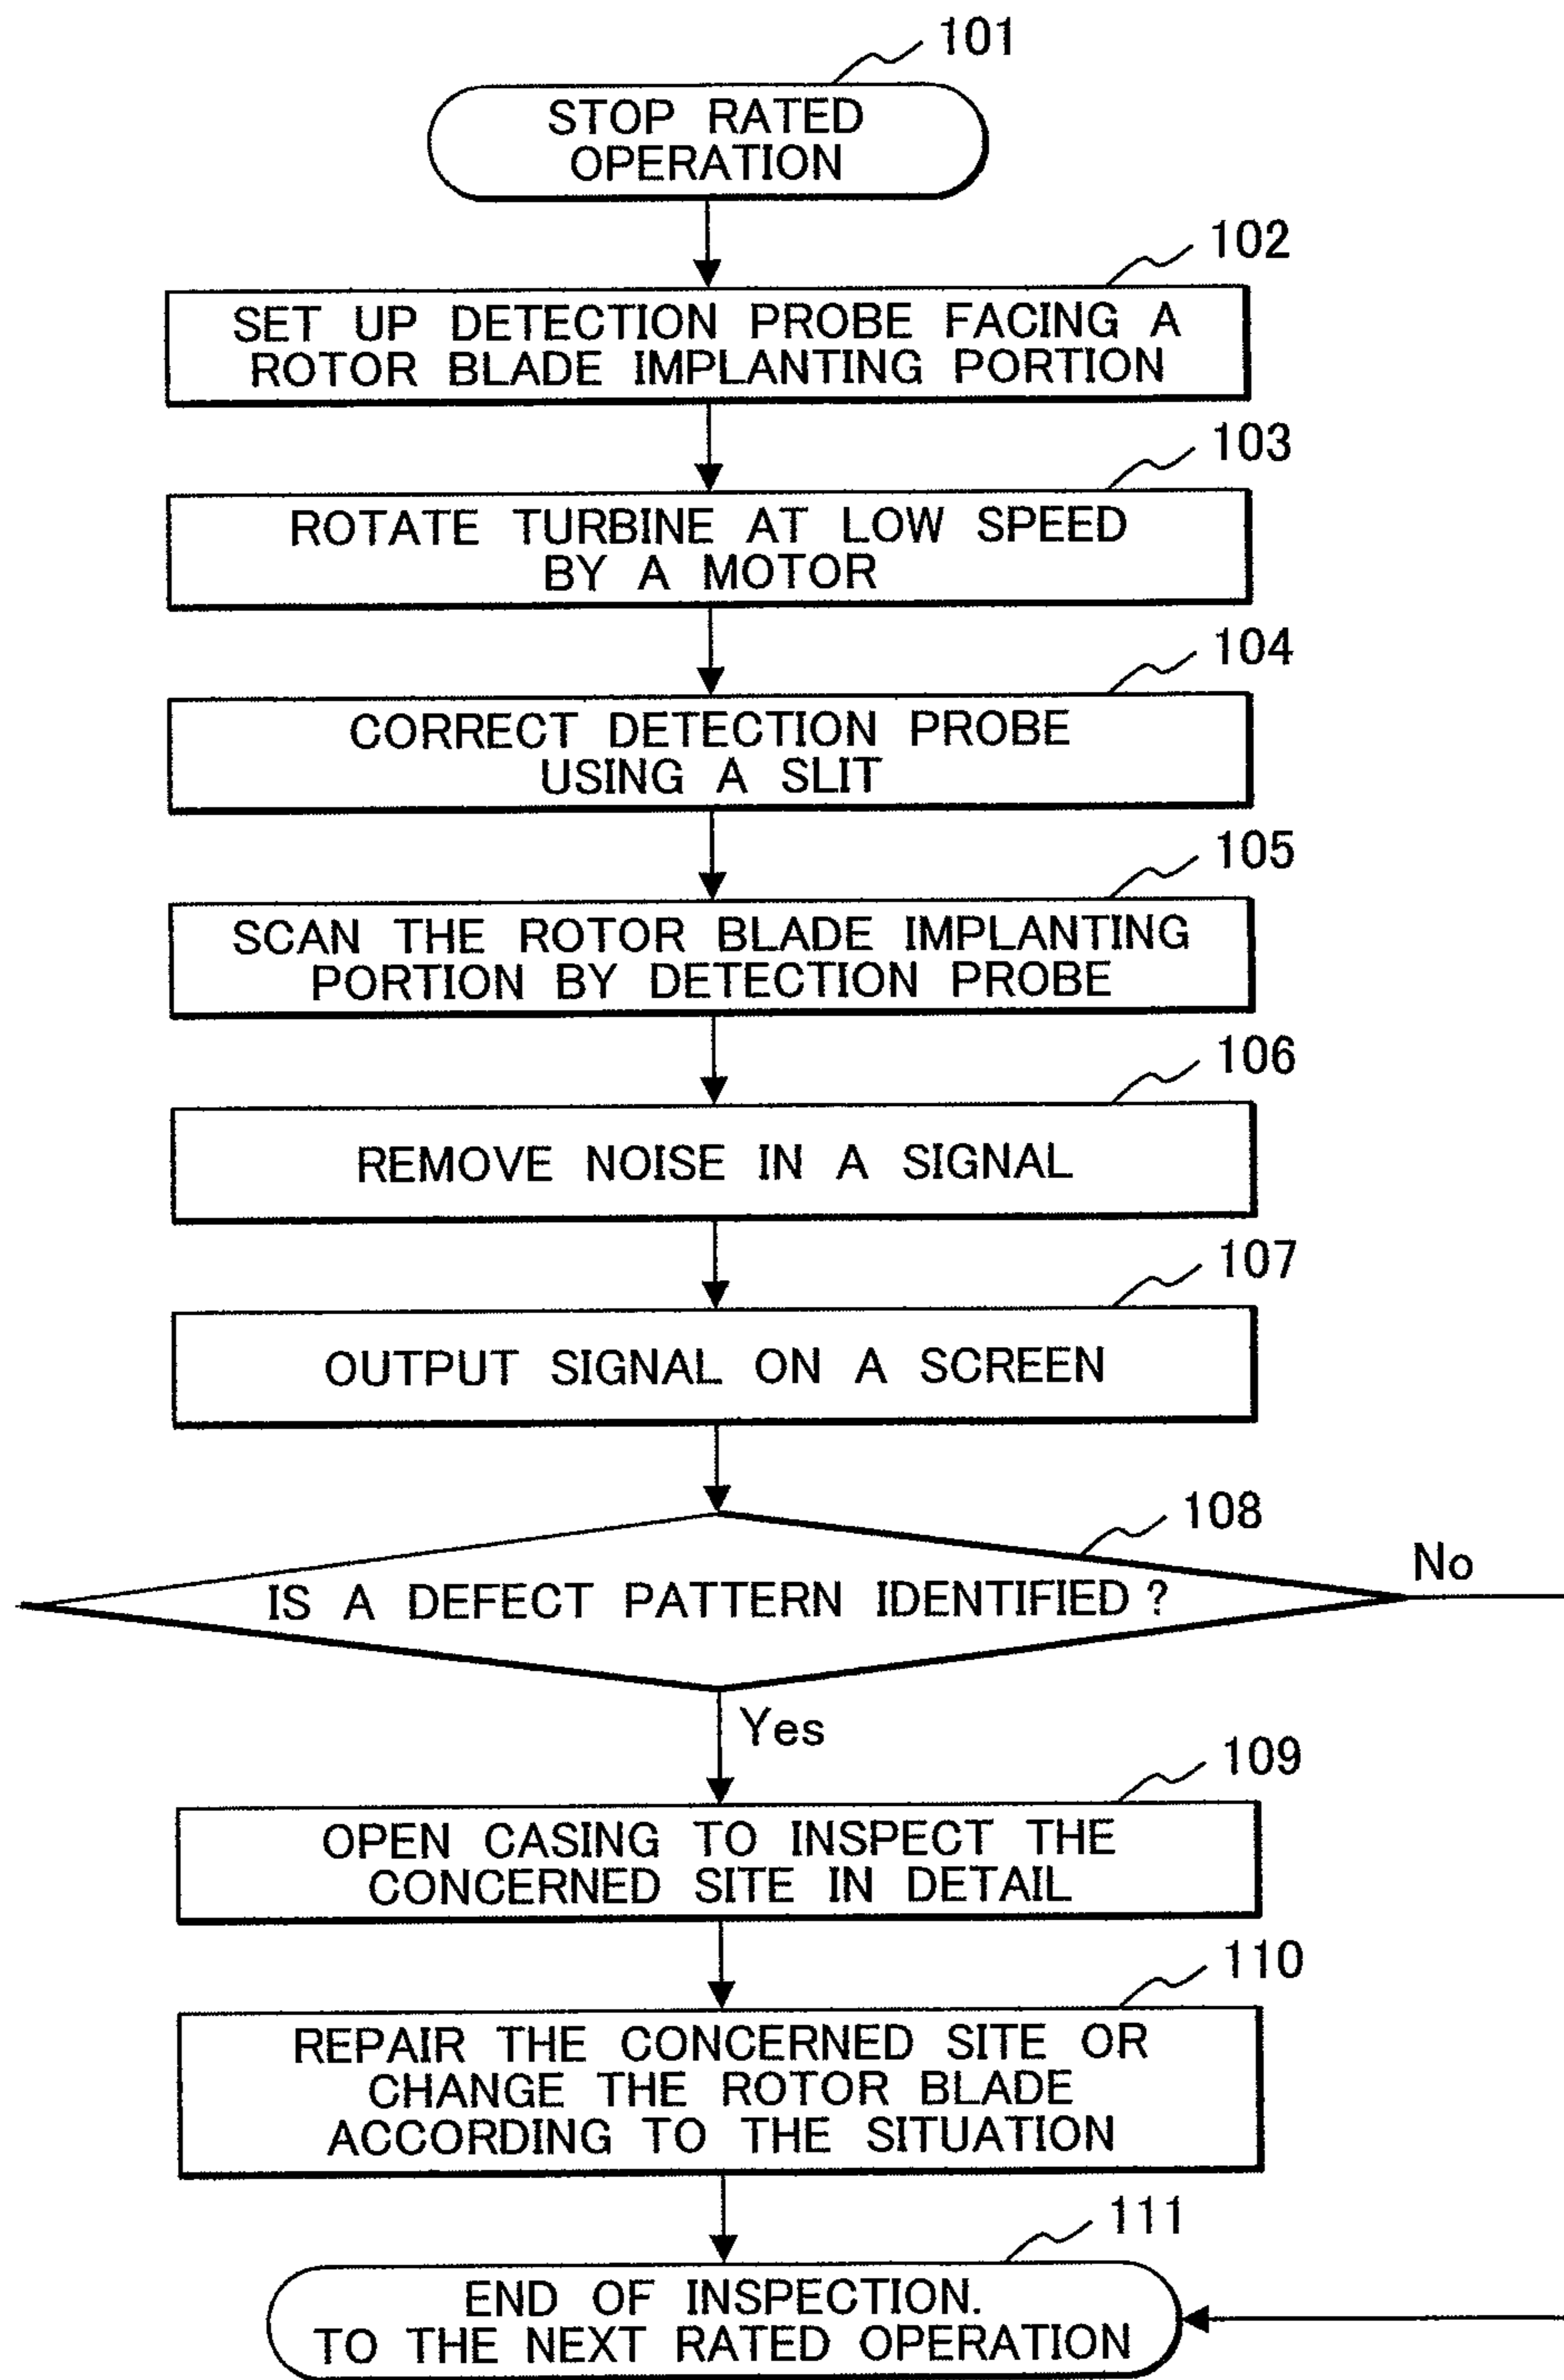 101
STOP RATED
OPERATION
102
SET UP DETECTION PROBE FACING A
ROTOR BLADE IMPLANTING PORTION
103
ROTATE TURBINE AT LOW SPEED
BY A MOTOR
104
CORRECT DETECTION PROBE
USING A SLIT
105
SCAN THE ROTOR BLADE IMPLANTING
PORTION BY DETECTION PROBE
106
REMOVE NOISE IN A SIGNAL
107
OUTPUT SIGNAL ON A SCREEN
108
No
IS A DEFECT PATTERN IDENTIFIED?
Yes
109
OPEN CASING TO INSPECT THE
CONCERNED SITE IN DETAIL
110
REPAIR THE CONCERNED SITE OR
CHANGE THE ROTOR BLADE
ACCORDING TO THE SITUATION
111
END OF INSPECTION.
TO THE NEXT RATED OPERATION